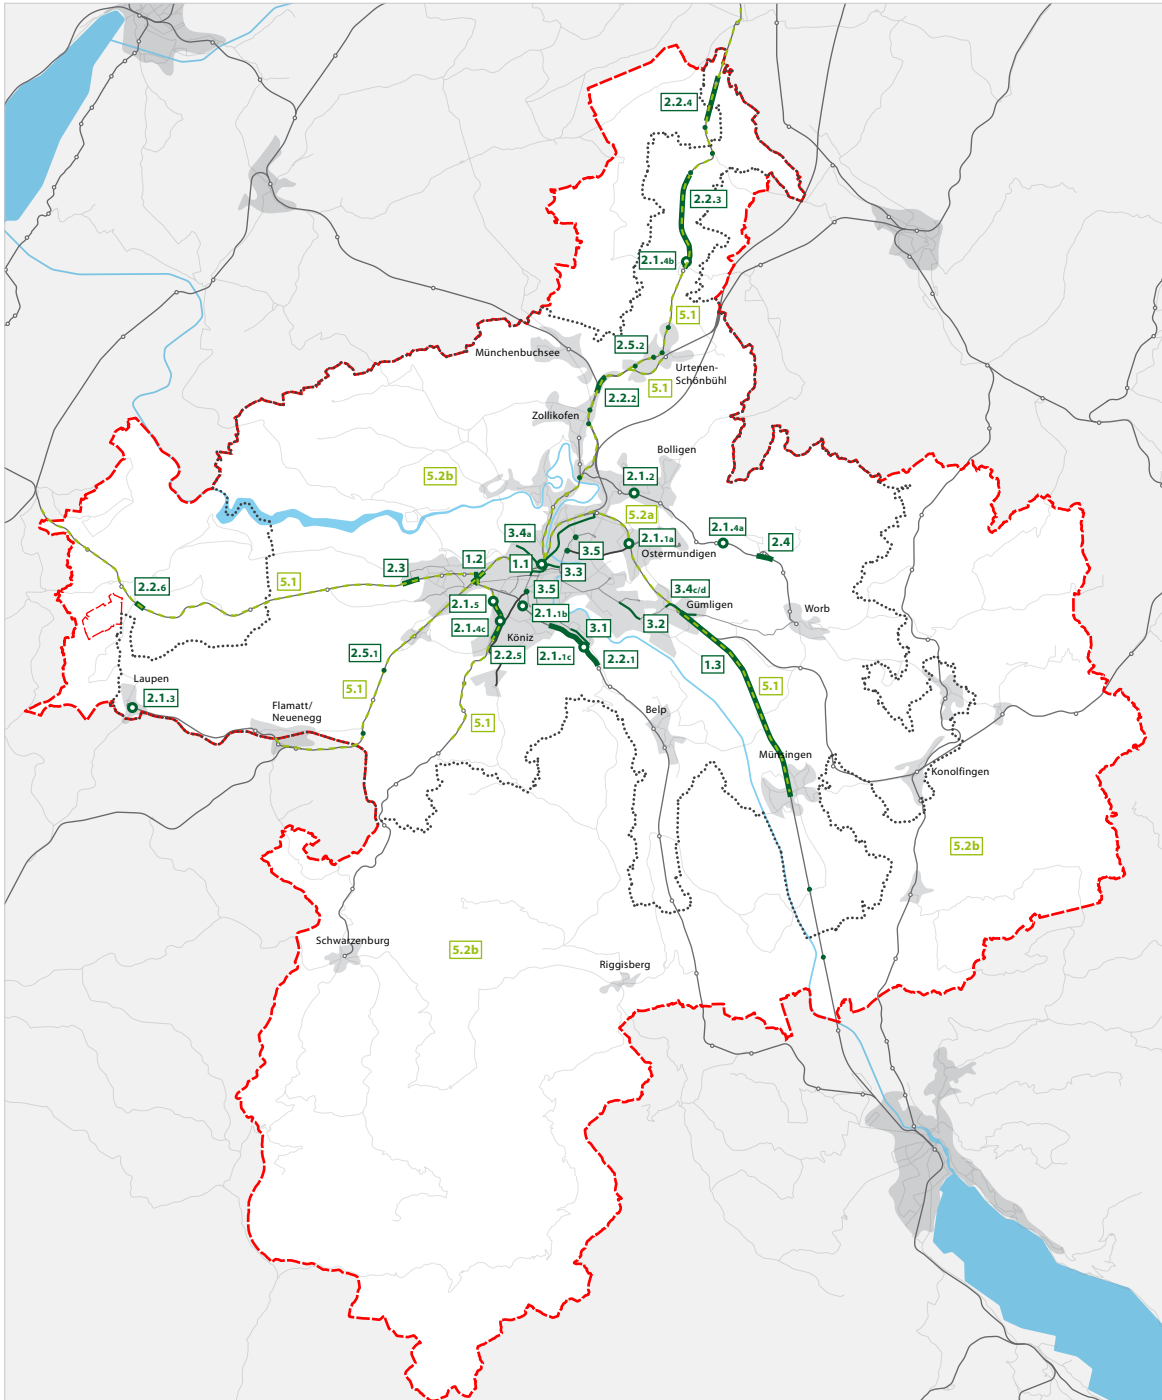 2.2.4
2.2.3
2.1.4b
5.1
2.5.2
Münchenbuchsee
Urtenen-
Schönbühl
5.1
2.2.2
Zollikofen
Bolligen
5.2b
2.1.2
5.2a
3.4a
2.1.4a
2.1.1a
2.4
3.5
Ostermundigen
1.2
1.1
3.3
2.3
5.1
2.2.6
3.5
3.4c/d
Gümligen
2.1.5
2.1.1b
Worb
2.1.4c
3.1
3.2
Köniz
2.2.5
2.1.1c
2.2.1
1.3
2.5.1
Laupen
5.1
5.1
2.1.3
Flamatt/
Neuenegg
Belp
5.1
Münsingen
Konolfingen
5.2b
Schwarzenburg
5.2b
Riggisberg